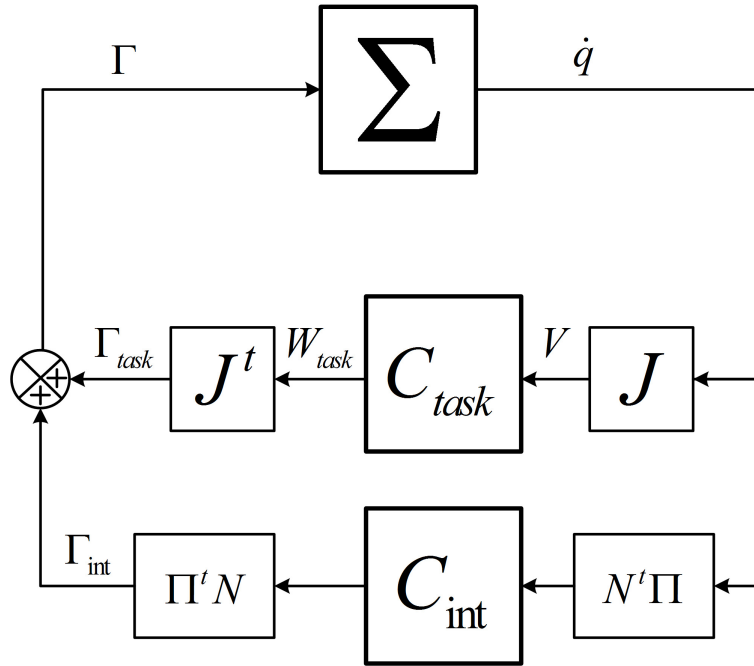 Γ
Σ
q̇
Γ_task
J^t
W_task
C_task
V
J
+
+
Γ_int
Π^t N
C_int
N^t Π